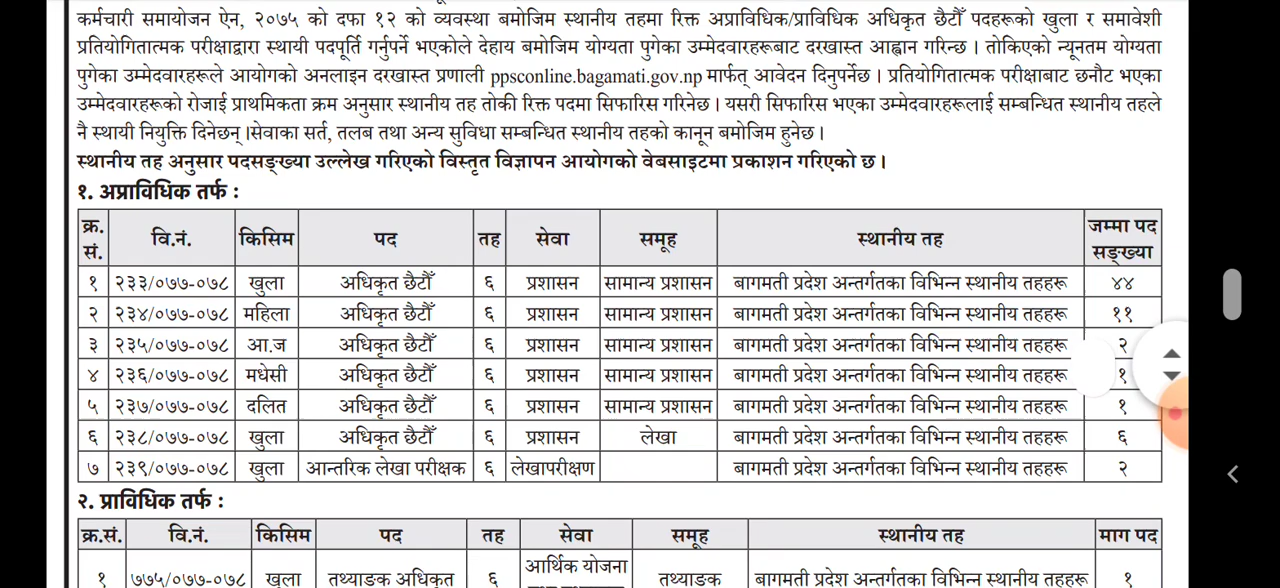 कर्मचारी समायोजन ऐन, २०७५ को दफा १२ को व्यवस्था बमोजिम स्थानीय तहमा रिक्त अप्राविधिक/प्राविधिक अधिकृत छैटौँ पदहरूको खुला र समावेशी
प्रतियोगितात्मक परीक्षाद्वारा स्थायी पदपूर्ति गर्नुपर्ने भएकोले देहाय बमोजिम योग्यता पुगेका उम्मेदवारहरूबाट दरखास्त आह्वान गरिन्छ । तोकिएको न्यूनतम योग्यता
पुगेका उम्मेदवारहरूले आयोगको अनलाइन दरखास्त प्रणाली ppsconline.bagamati.gov.np मार्फत् आवेदन दिनुपर्नेछ । प्रतियोगितात्मक परीक्षाबाट छनौट भएका
उम्मेदवारहरूको रोजाई प्राथमिकता क्रम अनुसार स्थानीय तह तोकी रिक्त पदमा सिफारिस गरिनेछ । यसरी सिफारिस भएका उम्मेदवारहरूलाई सम्बन्धित स्थानीय तहले
नै स्थायी नियुक्ति दिनेछन् ।सेवाका सर्त, तलब तथा अन्य सुविधा सम्बन्धित स्थानीय तहको कानून बमोजिम हुनेछ ।
स्थानीय तह अनुसार पदसङ्ख्या उल्लेख गरिएको विस्तृत विज्ञापन आयोगको वेबसाइटमा प्रकाशन गरिएको छ ।
१. अप्राविधिक तर्फ :
क्र.सं. वि.नं. किसिम पद तह सेवा समूह स्थानीय तह जम्मा पद सङ्ख्या
१ २३३/०७७-०७८ खुला अधिकृत छैटौँ ६ प्रशासन सामान्य प्रशासन बागमती प्रदेश अन्तर्गतका विभिन्न स्थानीय तहहरू ४४
२ २३४/०७७-०७८ महिला अधिकृत छैटौँ ६ प्रशासन सामान्य प्रशासन बागमती प्रदेश अन्तर्गतका विभिन्न स्थानीय तहहरू ११
३ २३५/०७७-०७८ आ.ज अधिकृत छैटौँ ६ प्रशासन सामान्य प्रशासन बागमती प्रदेश अन्तर्गतका विभिन्न स्थानीय तहहरू २
४ २३६/०७७-०७८ मधेसी अधिकृत छैटौँ ६ प्रशासन सामान्य प्रशासन बागमती प्रदेश अन्तर्गतका विभिन्न स्थानीय तहहरू १
५ २३७/०७७-०७८ दलित अधिकृत छैटौँ ६ प्रशासन सामान्य प्रशासन बागमती प्रदेश अन्तर्गतका विभिन्न स्थानीय तहहरू १
६ २३८/०७७-०७८ खुला अधिकृत छैटौँ ६ प्रशासन लेखा बागमती प्रदेश अन्तर्गतका विभिन्न स्थानीय तहहरू ६
७ २३९/०७७-०७८ खुला आन्तरिक लेखा परीक्षक ६ लेखापरीक्षण बागमती प्रदेश अन्तर्गतका विभिन्न स्थानीय तहहरू २
२. प्राविधिक तर्फ :
क्र.सं. वि.नं. किसिम पद तह सेवा समूह स्थानीय तह माग पद
१ ७७५/०७७-०७८ खुला तथ्याङक अधिकृत ६ आर्थिक योजना तथ्याङक बागमती प्रदेश अन्तर्गतका विभिन्न स्थानीय तहहरू १